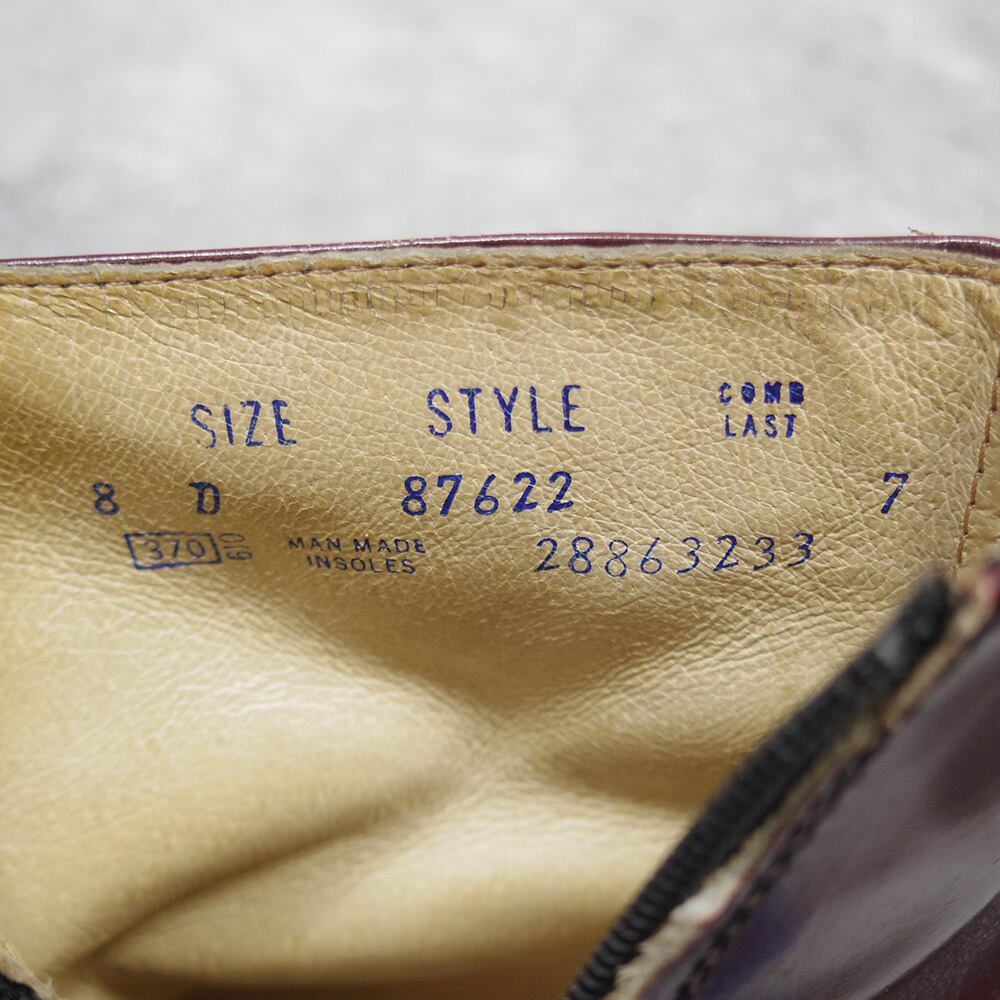 SIZE STYLE COMB LAST
8 D 87622 7
370 610 MAN MADE INSOLES 28863233